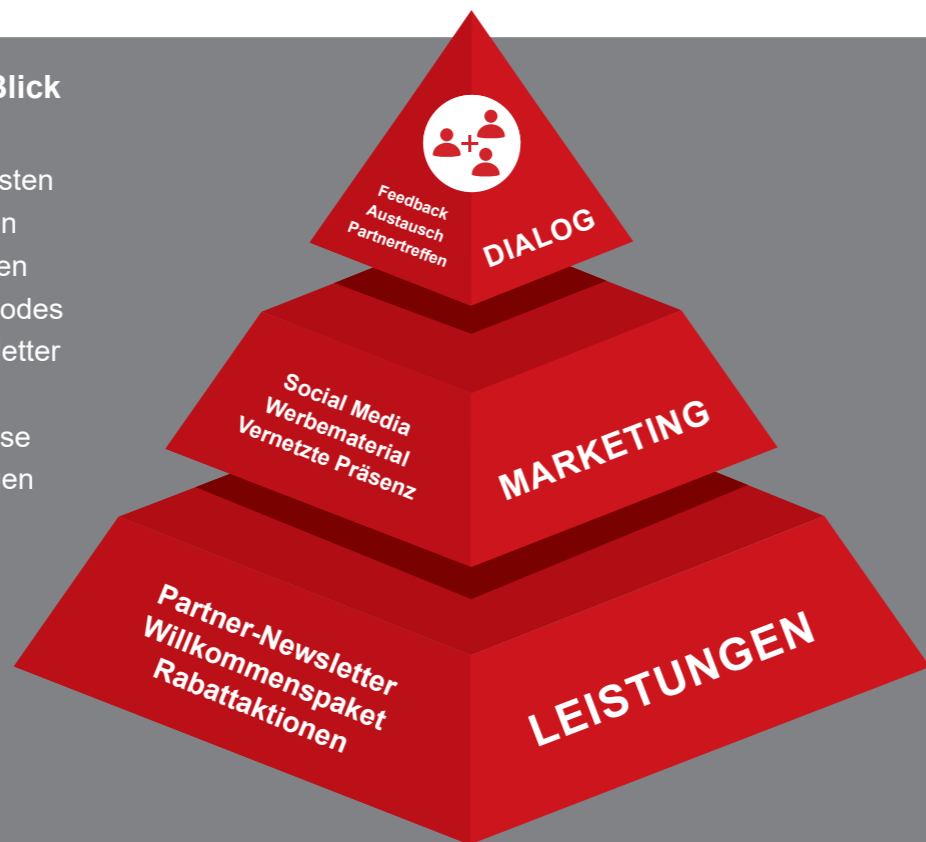 Blick
sten
n
en
odes
etter
se
en
Feedback
Austausch
Partnertreffen
DIALOG
Social Media
Werbematerial
Vernetzte Präsenz
MARKETING
Partner-Newsletter
Willkommenspaket
Rabattaktionen
LEISTUNGEN